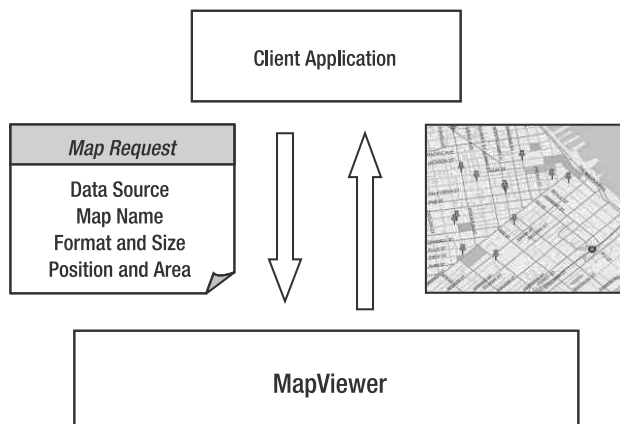 Client Application
Map Request
Data Source
Map Name
Format and Size
Position and Area
MapViewer